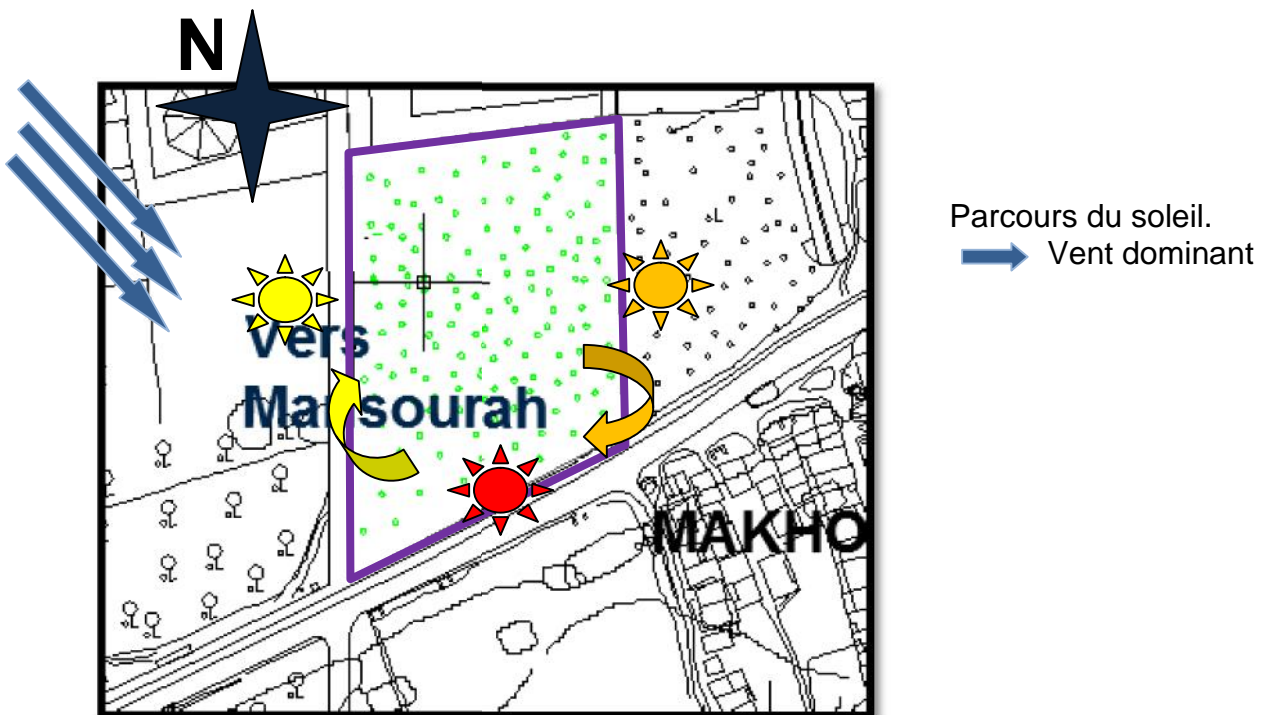 N
Parcours du soleil.
Vent dominant
Vers
Mansourah
MAKHO